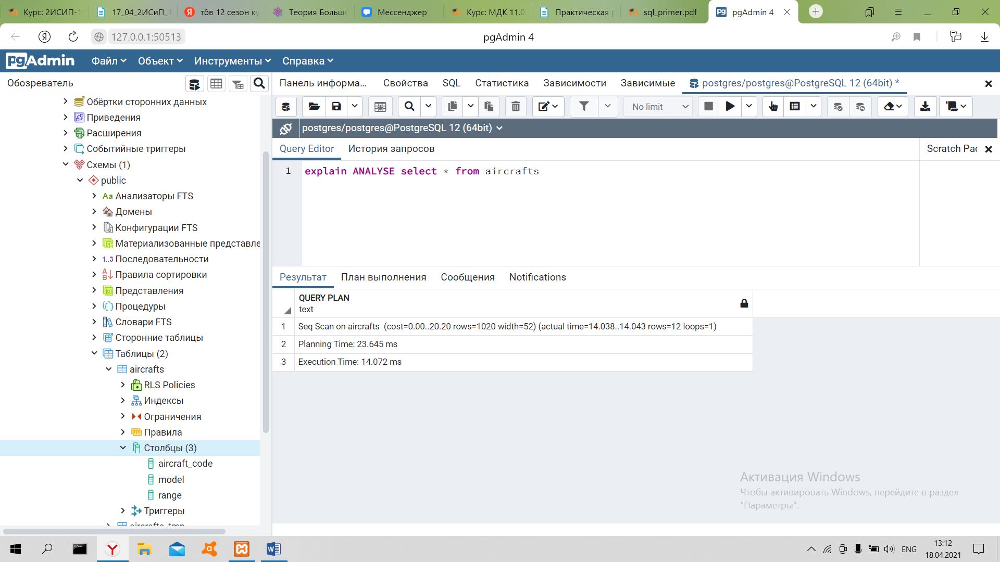 Курс: 2ИСИП-1
17_04_2ИСиП_1
тбв 12 сезон ку
Теория Большо
Мессенджер
Курс: МДК 11.0
Практическая р
sql_primer.pdf
pgAdmin 4
127.0.0.1:50513
pgAdmin 4
pgAdmin
Файл
Объект
Инструменты
Справка
Обозреватель
Панель информа...
Свойства
SQL
Статистика
Зависимости
Зависимые
postgres/postgres@PostgreSQL 12 (64bit) *
No limit
postgres/postgres@PostgreSQL 12 (64bit)
Query Editor
История запросов
Scratch Pad
1
explain ANALYSE select * from aircrafts
Обёртки сторонних данных
Приведения
Расширения
Событийные триггеры
Схемы (1)
public
Aa Анализаторы FTS
Домены
Конфигурации FTS
Материализованные представле
1..3 Последовательности
Правила сортировки
Представления
Процедуры
Словари FTS
Сторонние таблицы
Таблицы (2)
aircrafts
RLS Policies
Индексы
Ограничения
Правила
Столбцы (3)
aircraft_code
model
range
Триггеры
aircrafts_tmp
Результат
План выполнения
Сообщения
Notifications
QUERY PLAN
text
1 Seq Scan on aircrafts (cost=0.00..20.20 rows=1020 width=52) (actual time=14.038..14.043 rows=12 loops=1)
2 Planning Time: 23.645 ms
3 Execution Time: 14.072 ms
Активация Windows
Чтобы активировать Windows, перейдите в раздел
"Параметры".
ENG
13:12
18.04.2021